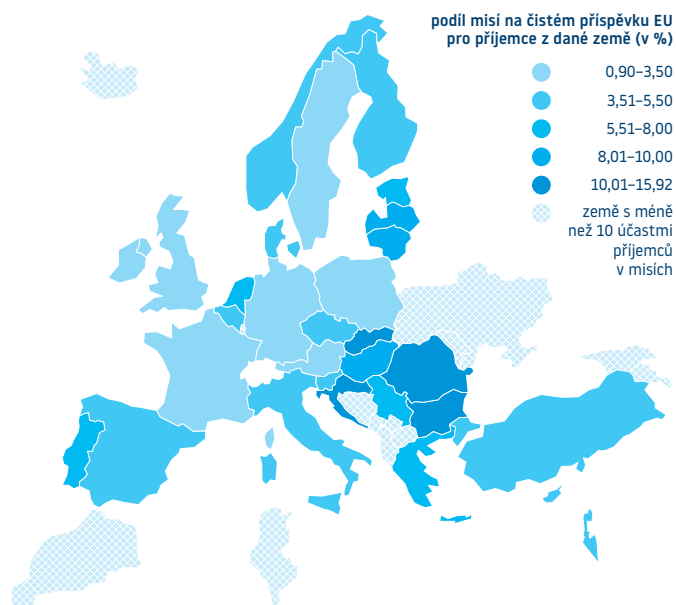 podíl misí na čistém příspěvku EU
pro příjemce z dané země (v %)
0,90–3,50
3,51–5,50
5,51–8,00
8,01–10,00
10,01–15,92
země s méně
než 10 účastmi
příjemců
v misích